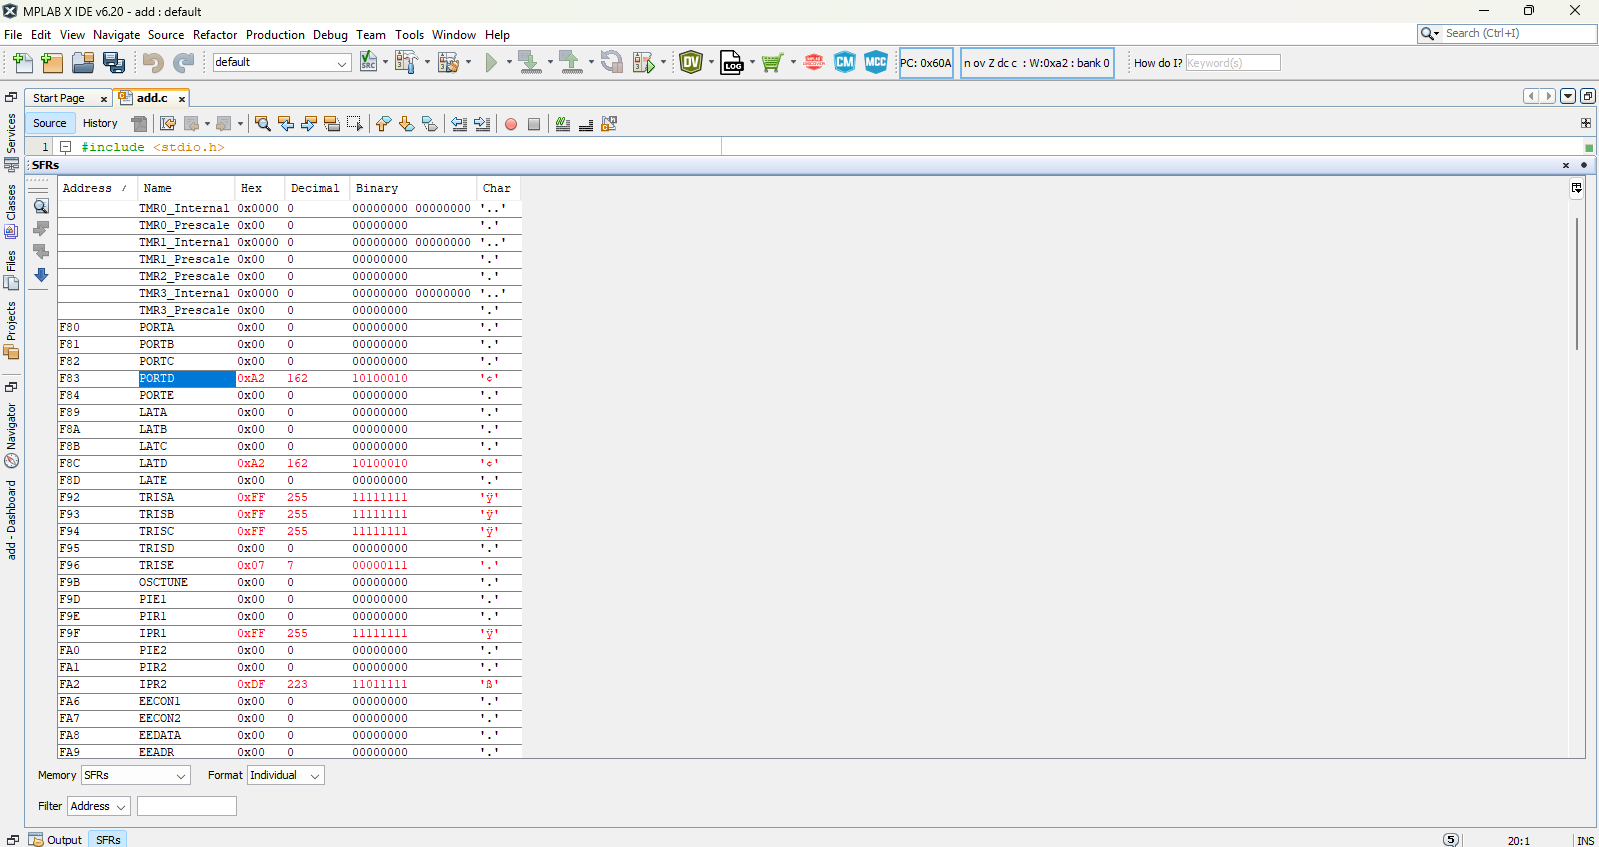 MPLAB X IDE v6.20 - add : default
File Edit View Navigate Source Refactor Production Debug Team Tools Window Help
Search (Ctrl+I)
default
PC: 0x60A
n ov Z dc c : W:0xa2 : bank 0
How do I? Keyword(s)
Start Page x
add.c x
Source History
1 #include <stdio.h>
SFRs
Address / Name Hex Decimal Binary Char
TMR0_Internal 0x0000 0 00000000 00000000 '..'
TMR0_Prescale 0x00 0 00000000 '.'
TMR1_Internal 0x0000 0 00000000 00000000 '..'
TMR1_Prescale 0x00 0 00000000 '.'
TMR2_Prescale 0x00 0 00000000 '.'
TMR3_Internal 0x0000 0 00000000 00000000 '..'
TMR3_Prescale 0x00 0 00000000 '.'
F80 PORTA 0x00 0 00000000 '.'
F81 PORTB 0x00 0 00000000 '.'
F82 PORTC 0x00 0 00000000 '.'
F83 PORTD 0xA2 162 10100010 '¢'
F84 PORTE 0x00 0 00000000 '.'
F89 LATA 0x00 0 00000000 '.'
F8A LATB 0x00 0 00000000 '.'
F8B LATC 0x00 0 00000000 '.'
F8C LATD 0xA2 162 10100010 '¢'
F8D LATE 0x00 0 00000000 '.'
F92 TRISA 0xFF 255 11111111 'ÿ'
F93 TRISB 0xFF 255 11111111 'ÿ'
F94 TRISC 0xFF 255 11111111 'ÿ'
F95 TRISD 0x00 0 00000000 '.'
F96 TRISE 0x07 7 00000111 '.'
F9B OSCTUNE 0x00 0 00000000 '.'
F9D PIE1 0x00 0 00000000 '.'
F9E PIR1 0x00 0 00000000 '.'
F9F IPR1 0xFF 255 11111111 'ÿ'
FA0 PIE2 0x00 0 00000000 '.'
FA1 PIR2 0x00 0 00000000 '.'
FA2 IPR2 0xDF 223 11011111 'ß'
FA6 EECON1 0x00 0 00000000 '.'
FA7 EECON2 0x00 0 00000000 '.'
FA8 EEDATA 0x00 0 00000000 '.'
FA9 EEADR 0x00 0 00000000 '.'
Memory SFRs Format Individual
Filter Address
Output SFRs
5 20:1 INS
Services
Classes
Files
Projects
Navigator
add - Dashboard
SRC
DV
LOG
CM
MCC